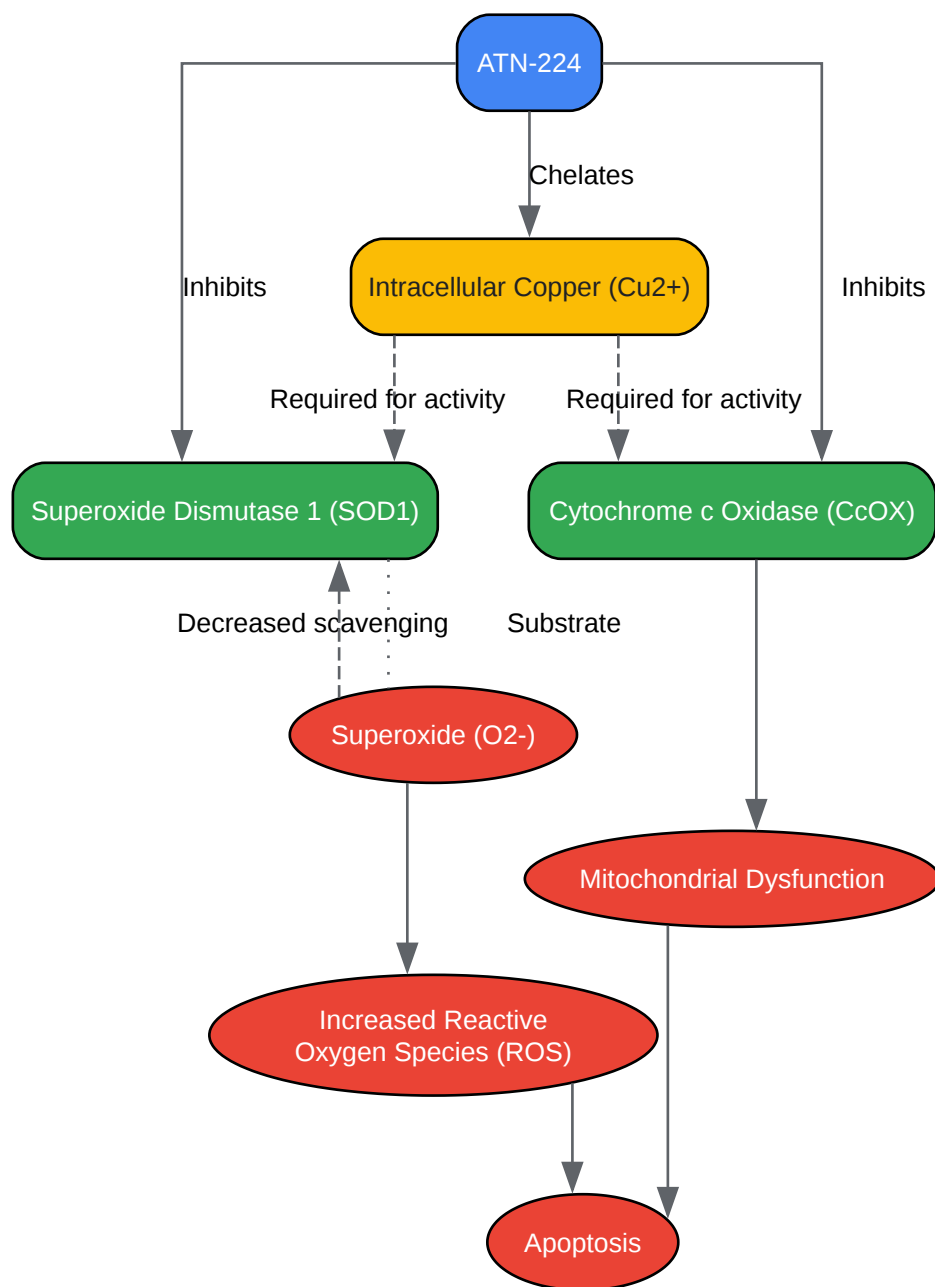 ATN-224
Chelates
Intracellular Copper (Cu2+)
Inhibits
Inhibits
Required for activity
Required for activity
Superoxide Dismutase 1 (SOD1)
Cytochrome c Oxidase (CcOX)
Decreased scavenging
Substrate
Superoxide (O2-)
Mitochondrial Dysfunction
Increased Reactive
Oxygen Species (ROS)
Apoptosis